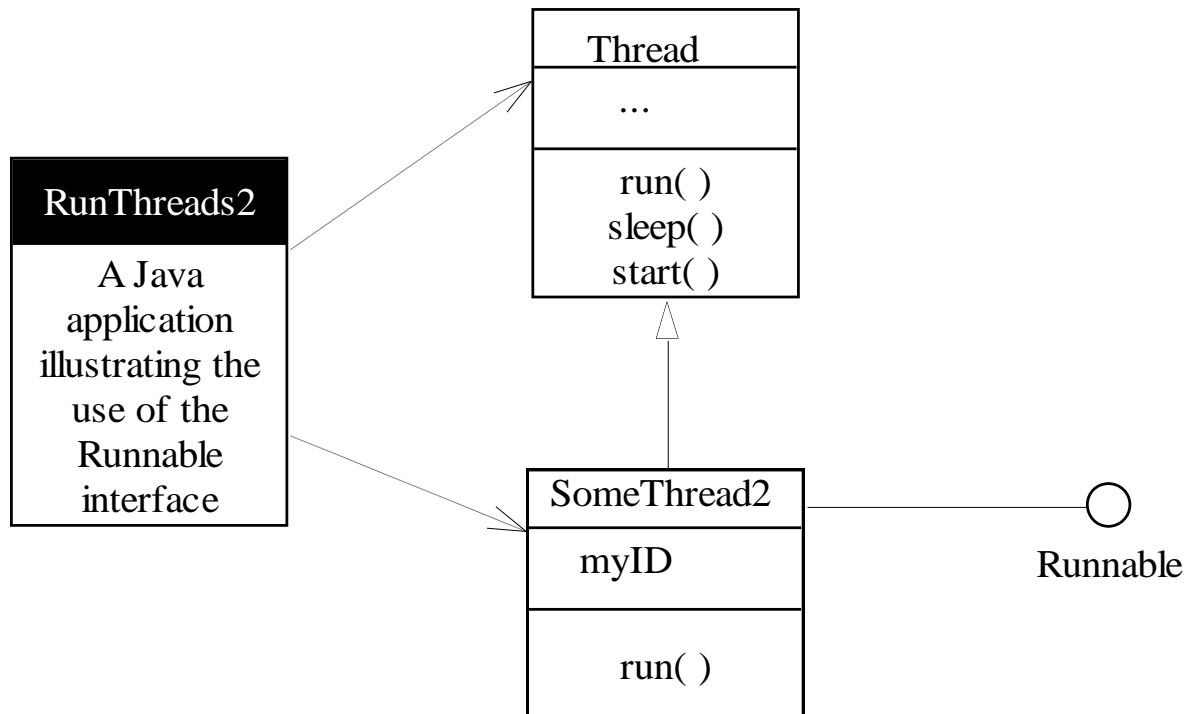 Thread
...
run( )
sleep( )
start( )
RunThreads2
A Java
application
illustrating the
use of the
Runnable
interface
SomeThread2
myID
run( )
Runnable